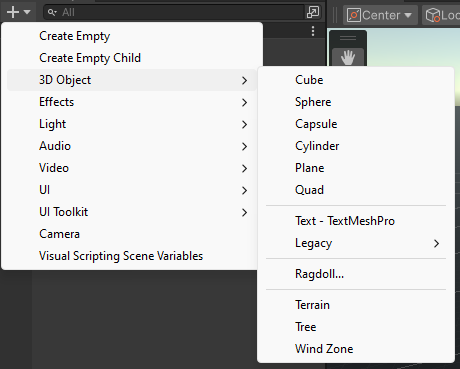 All
Center
Loc
Create Empty
Create Empty Child
3D Object
Effects
Light
Audio
Video
UI
UI Toolkit
Camera
Visual Scripting Scene Variables
Cube
Sphere
Capsule
Cylinder
Plane
Quad
Text - TextMeshPro
Legacy
Ragdoll...
Terrain
Tree
Wind Zone